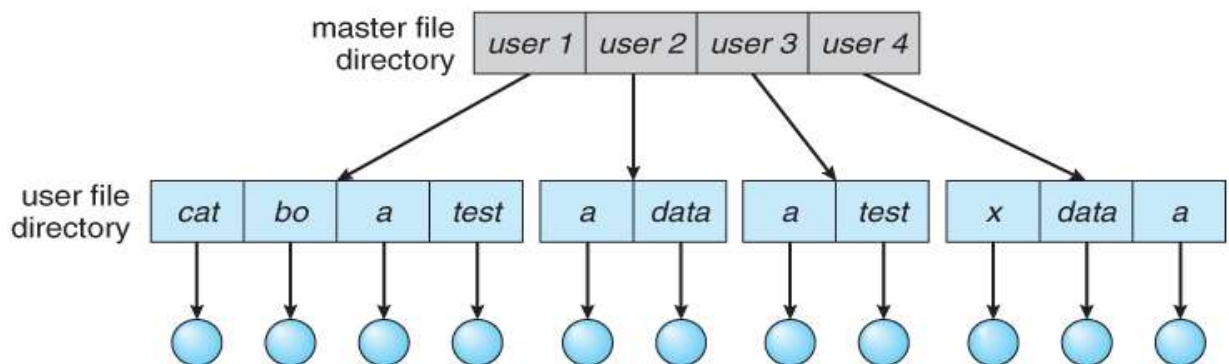 master file directory
user 1 user 2 user 3 user 4
user file directory
cat bo a test a data a test x data a